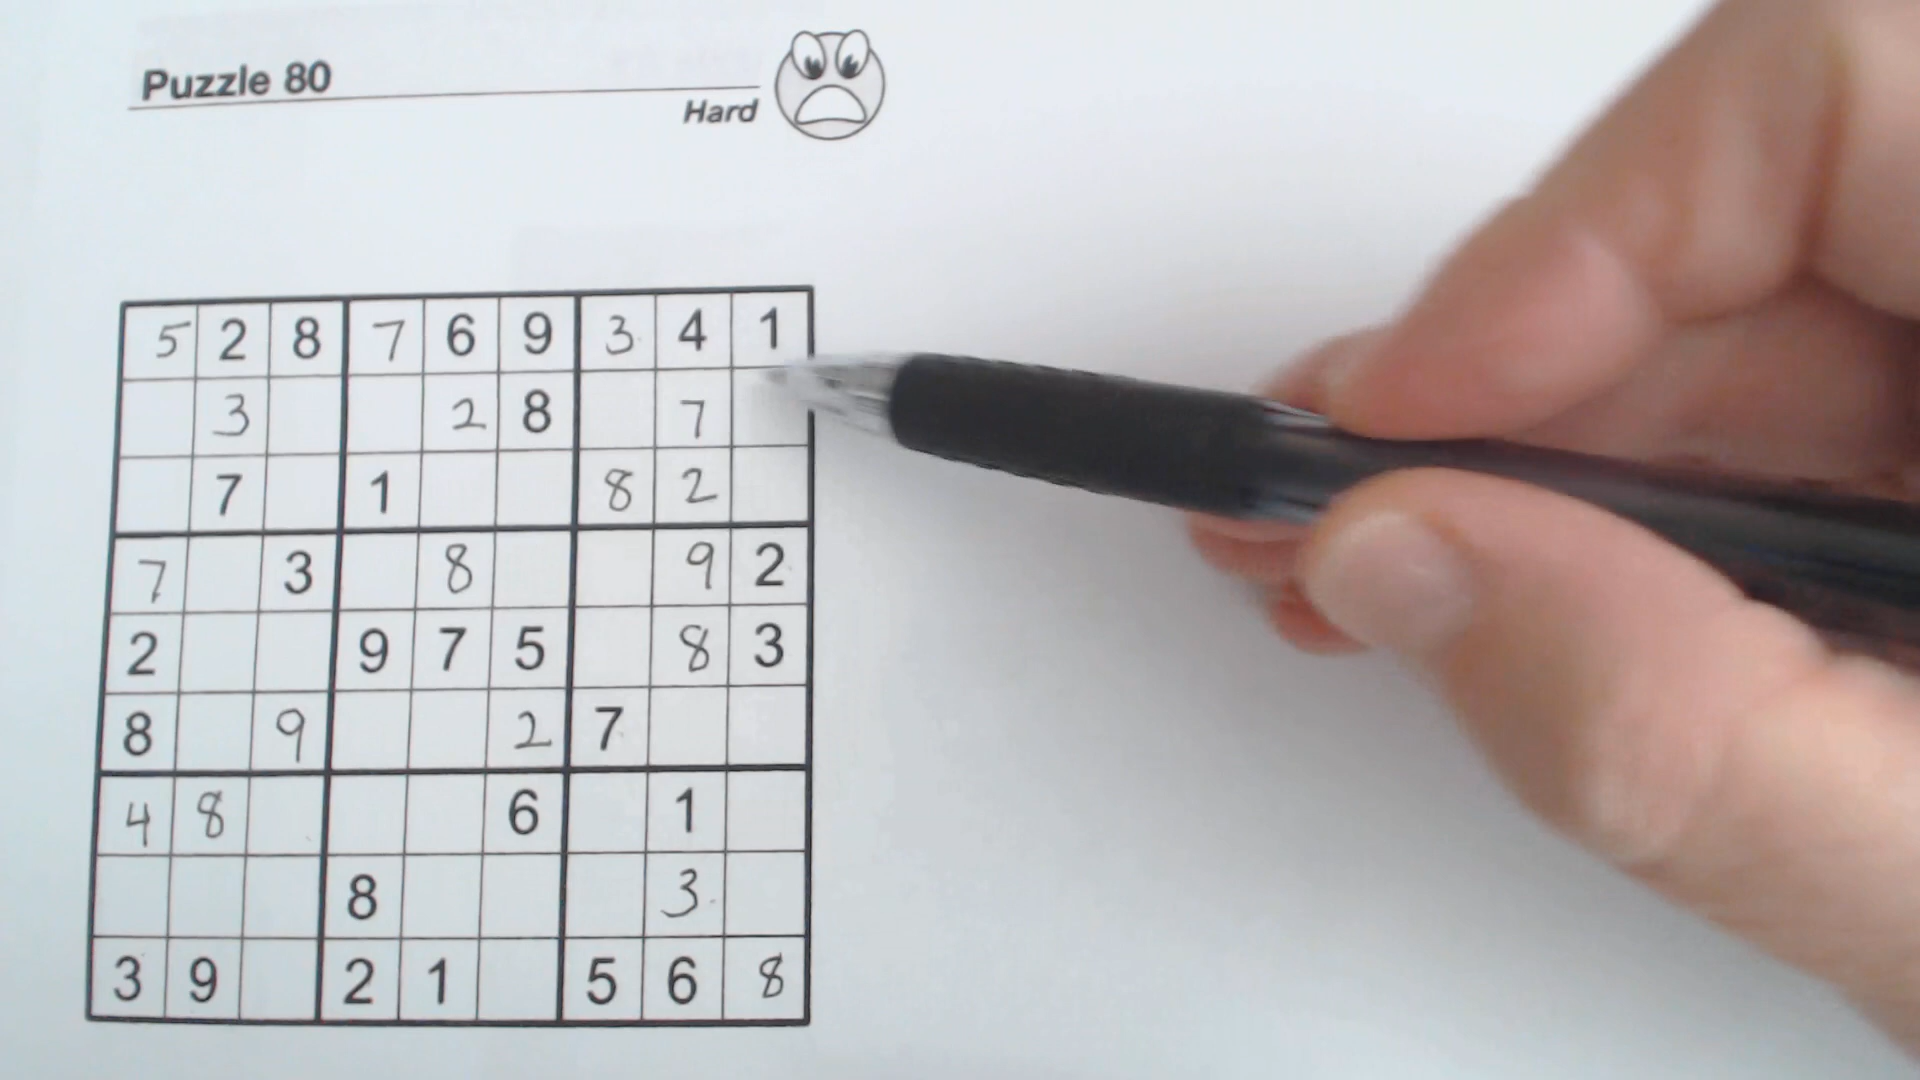 Puzzle 80
Hard
5 2 8 7 6 9 3 4 1
3 2 8 7
7 1 8 2
7 3 8 9 2
2 9 7 5 8 3
8 9 2 7
4 8 6 1
8 3
3 9 2 1 5 6 8